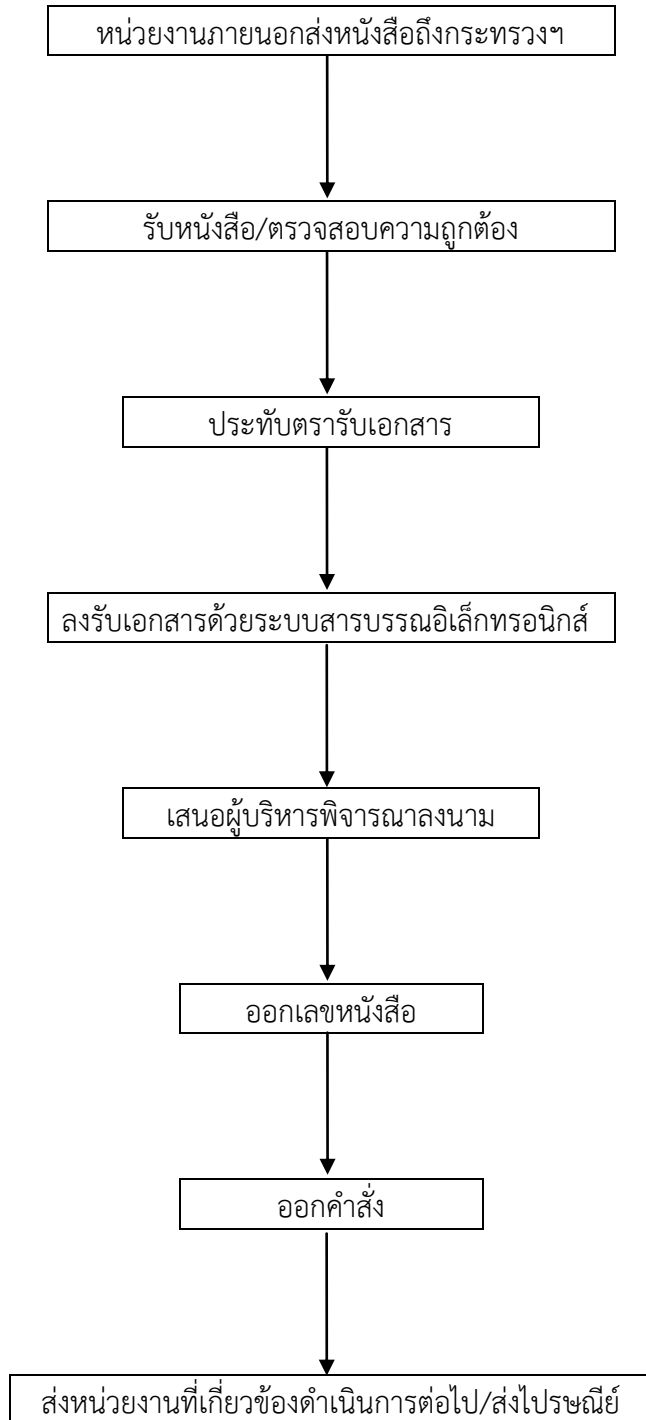 หน่วยงานภายนอกส่งหนังสือถึงกระทรวงฯ
รับหนังสือ/ตรวจสอบความถูกต้อง
ประทับตรารับเอกสาร
ลงรับเอกสารด้วยระบบสารบรรณอิเล็กทรอนิกส์
เสนอผู้บริหารพิจารณาลงนาม
ออกเลขหนังสือ
ออกคำสั่ง
ส่งหน่วยงานที่เกี่ยวข้องดำเนินการต่อไป/ส่งไปรษณีย์